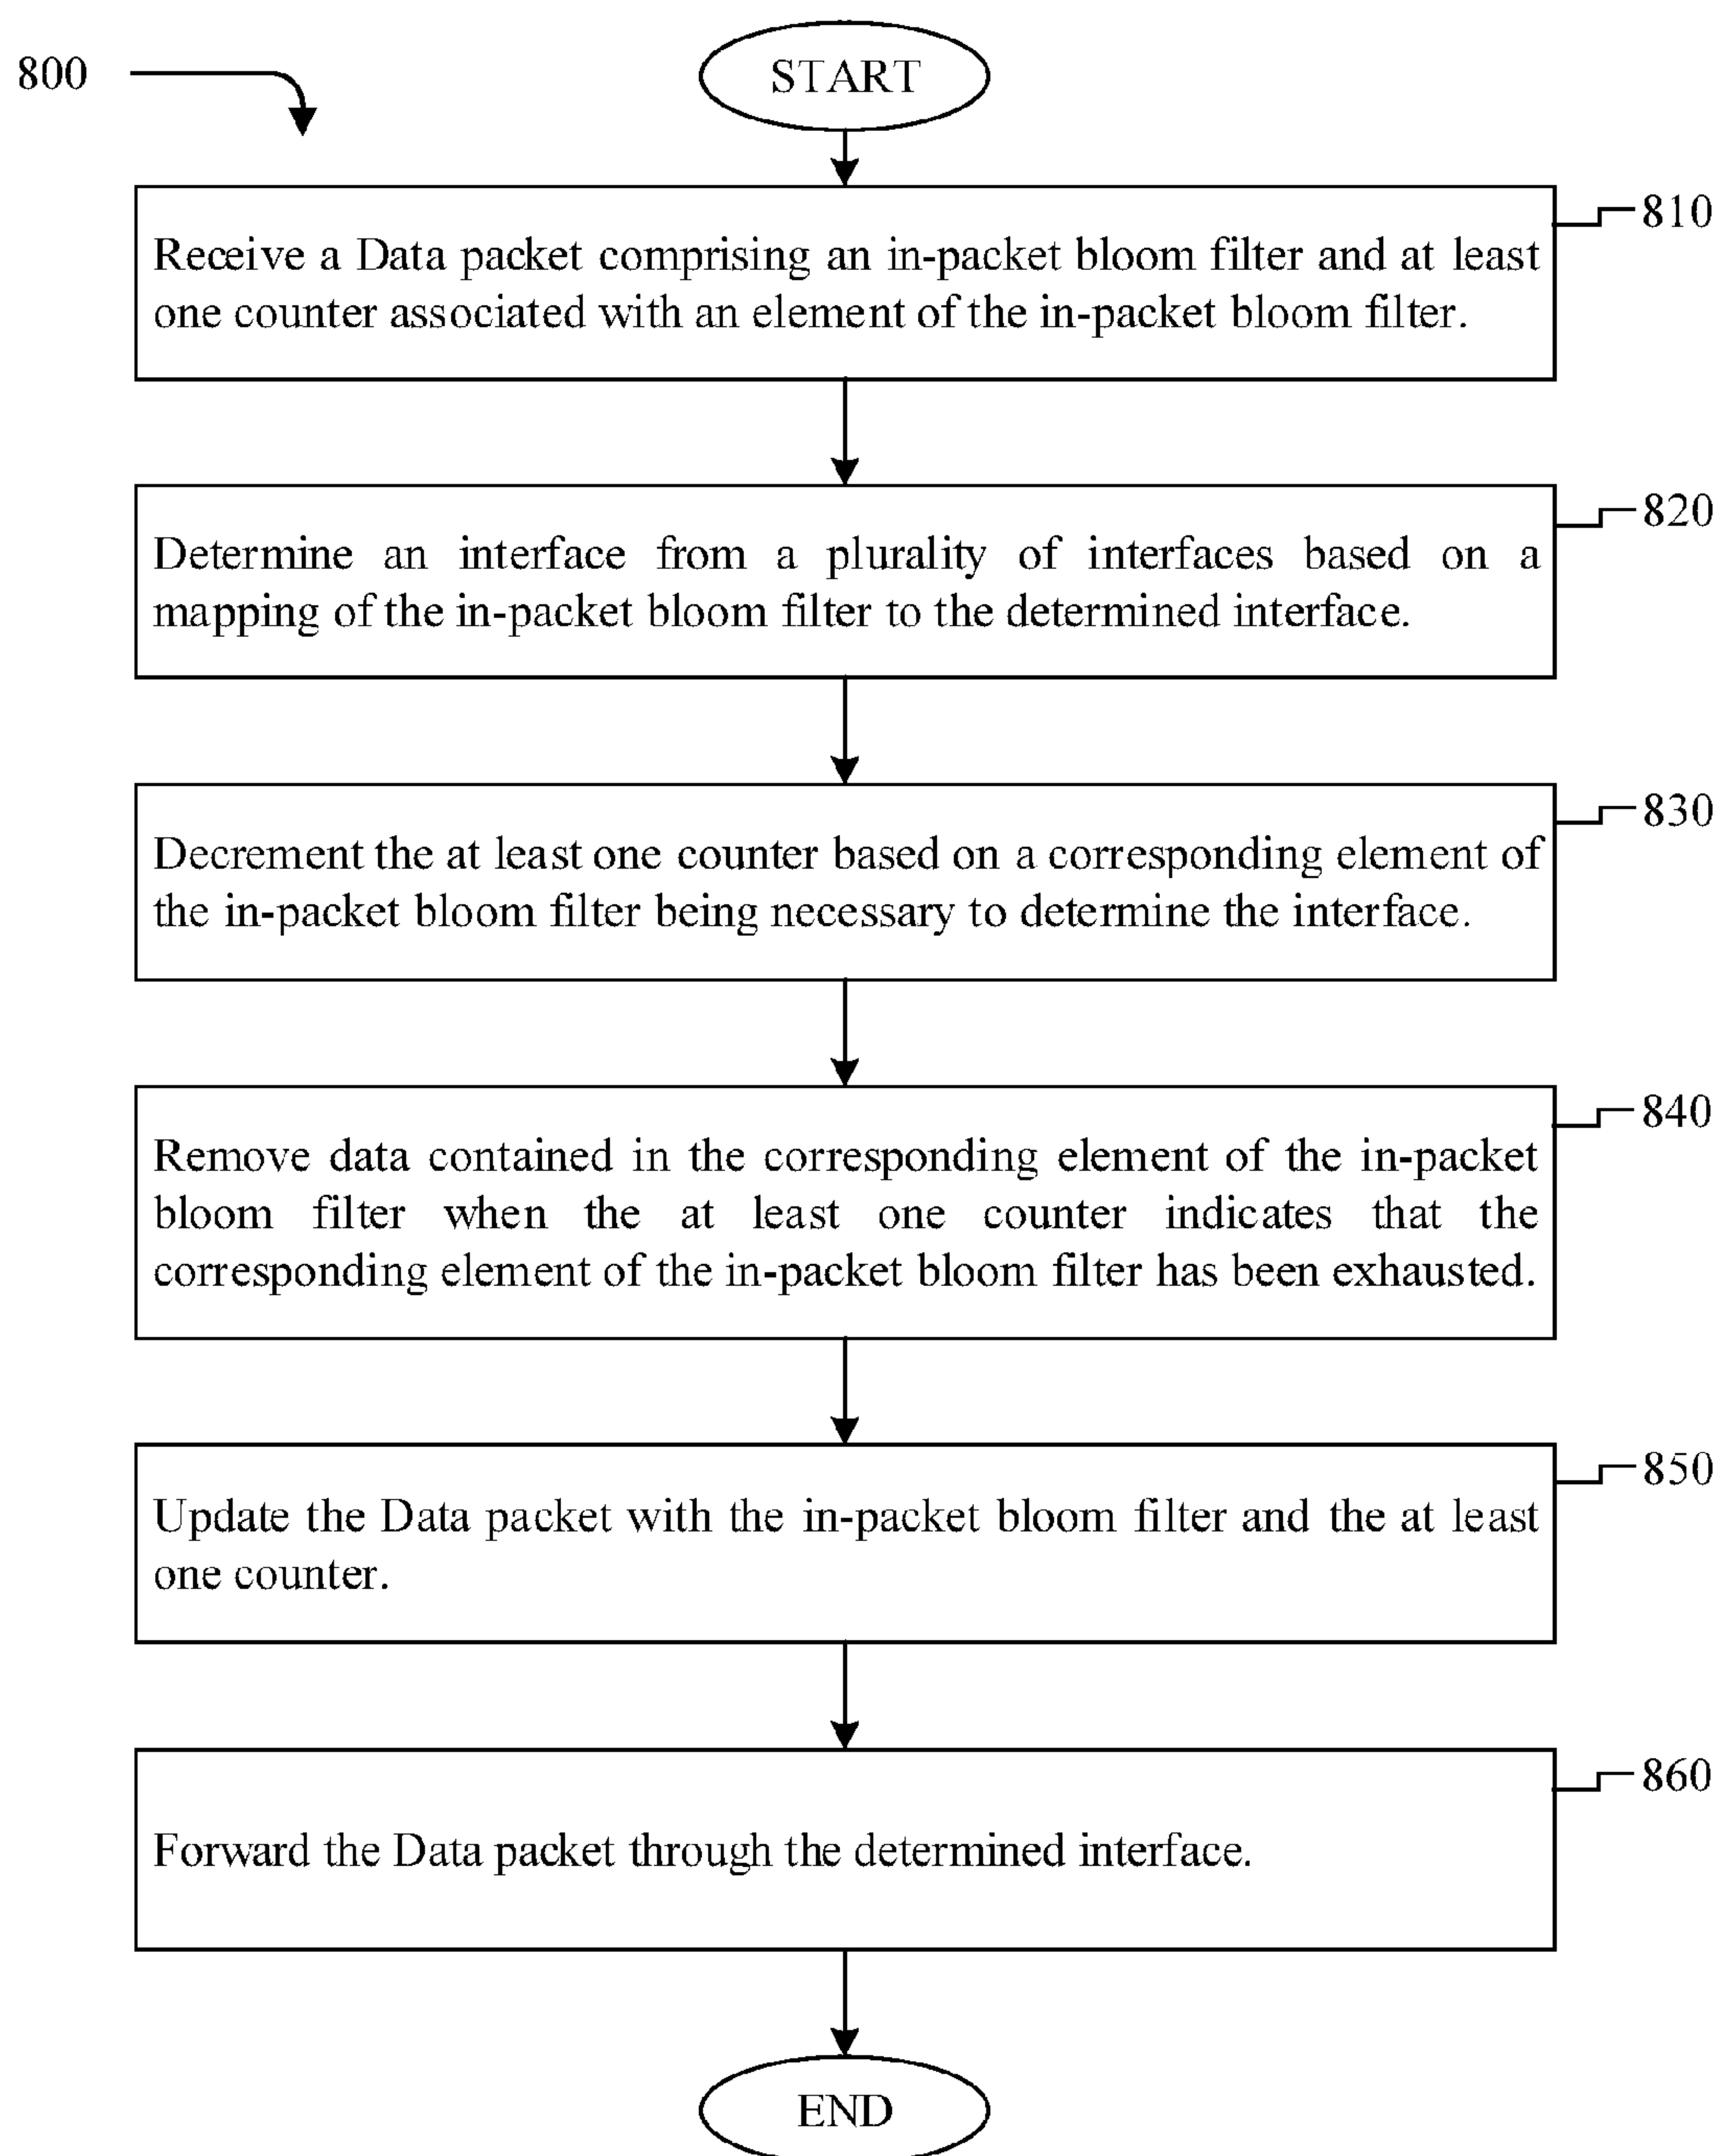 800
START
810
Receive a Data packet comprising an in-packet bloom filter and at least
one counter associated with an element of the in-packet bloom filter.
820
Determine an interface from a plurality of interfaces based on a
mapping of the in-packet bloom filter to the determined interface.
830
Decrement the at least one counter based on a corresponding element of
the in-packet bloom filter being necessary to determine the interface.
840
Remove data contained in the corresponding element of the in-packet
bloom filter when the at least one counter indicates that the
corresponding element of the in-packet bloom filter has been exhausted.
850
Update the Data packet with the in-packet bloom filter and the at least
one counter.
860
Forward the Data packet through the determined interface.
END